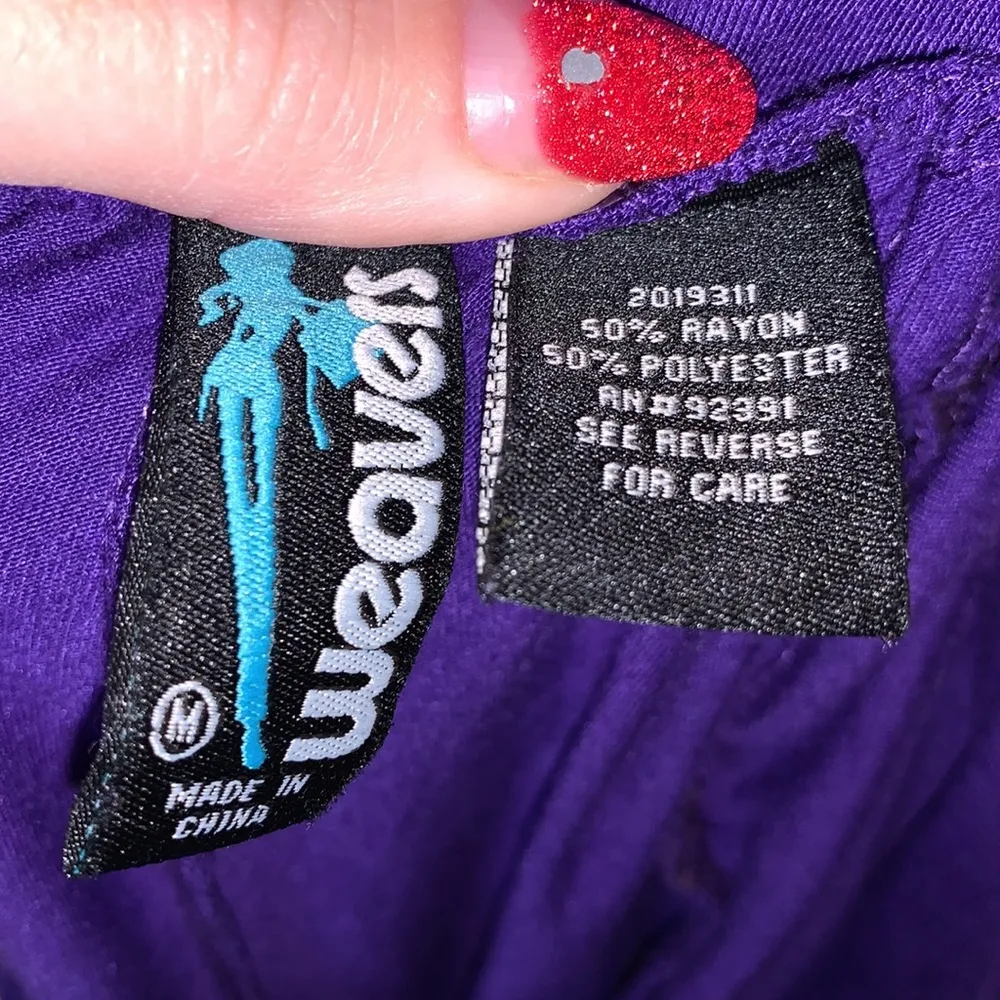 weavers
M
MADE IN
CHINA
2019311
50% RAYON
50% POLYESTER
RN#92391
SEE REVERSE
FOR CARE